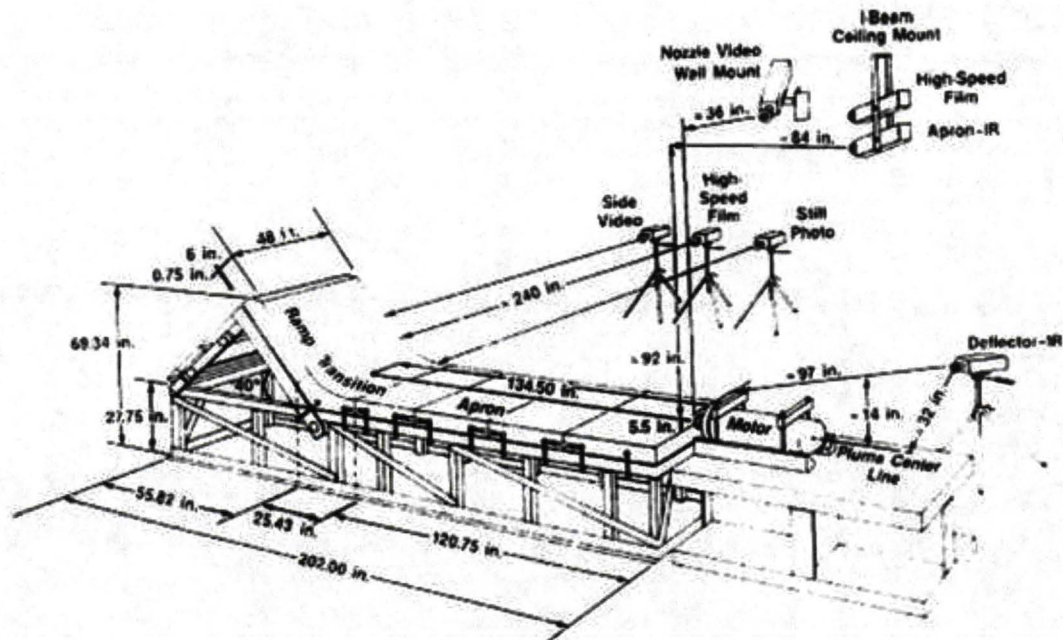 I-Beam
Ceiling Mount
Nozzle Video
Wall Mount
High-Speed
Film
Apron-IR
≈ 36 in.
≈ 84 in.
Side
Video
High-
Speed
Film
Still
Photo
48 in.
6 in.
0.75 in.
≈ 240 in.
69.34 in.
Ramp
Transition
≈ 92 in.
Deflector-IR
≈ 97 in.
134.50 in.
40°
27.75 in.
Apron
5.5 in.
Motor
≈ 14 in.
≈ 32 in.
Plume Center
Line
55.82 in.
25.43 in.
120.75 in.
202.00 in.